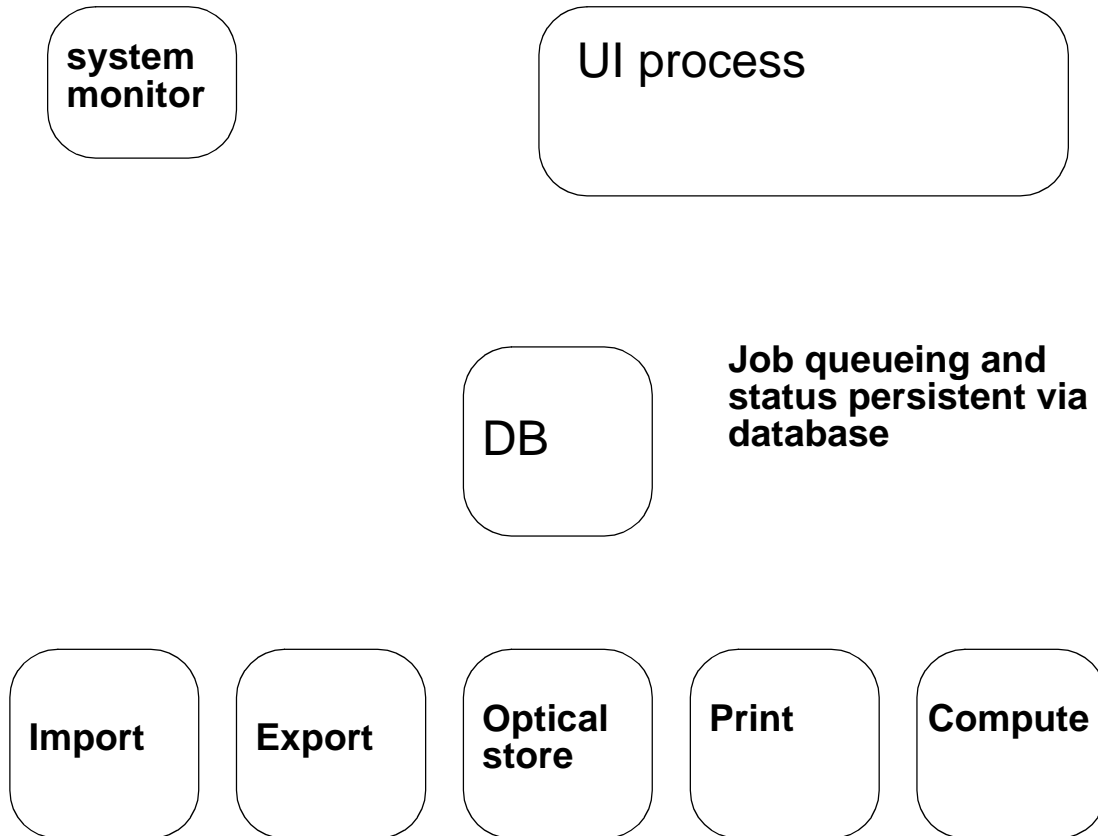 system
monitor
UI process
DB
Job queueing and
status persistent via
database
Import
Export
Optical
store
Print
Compute